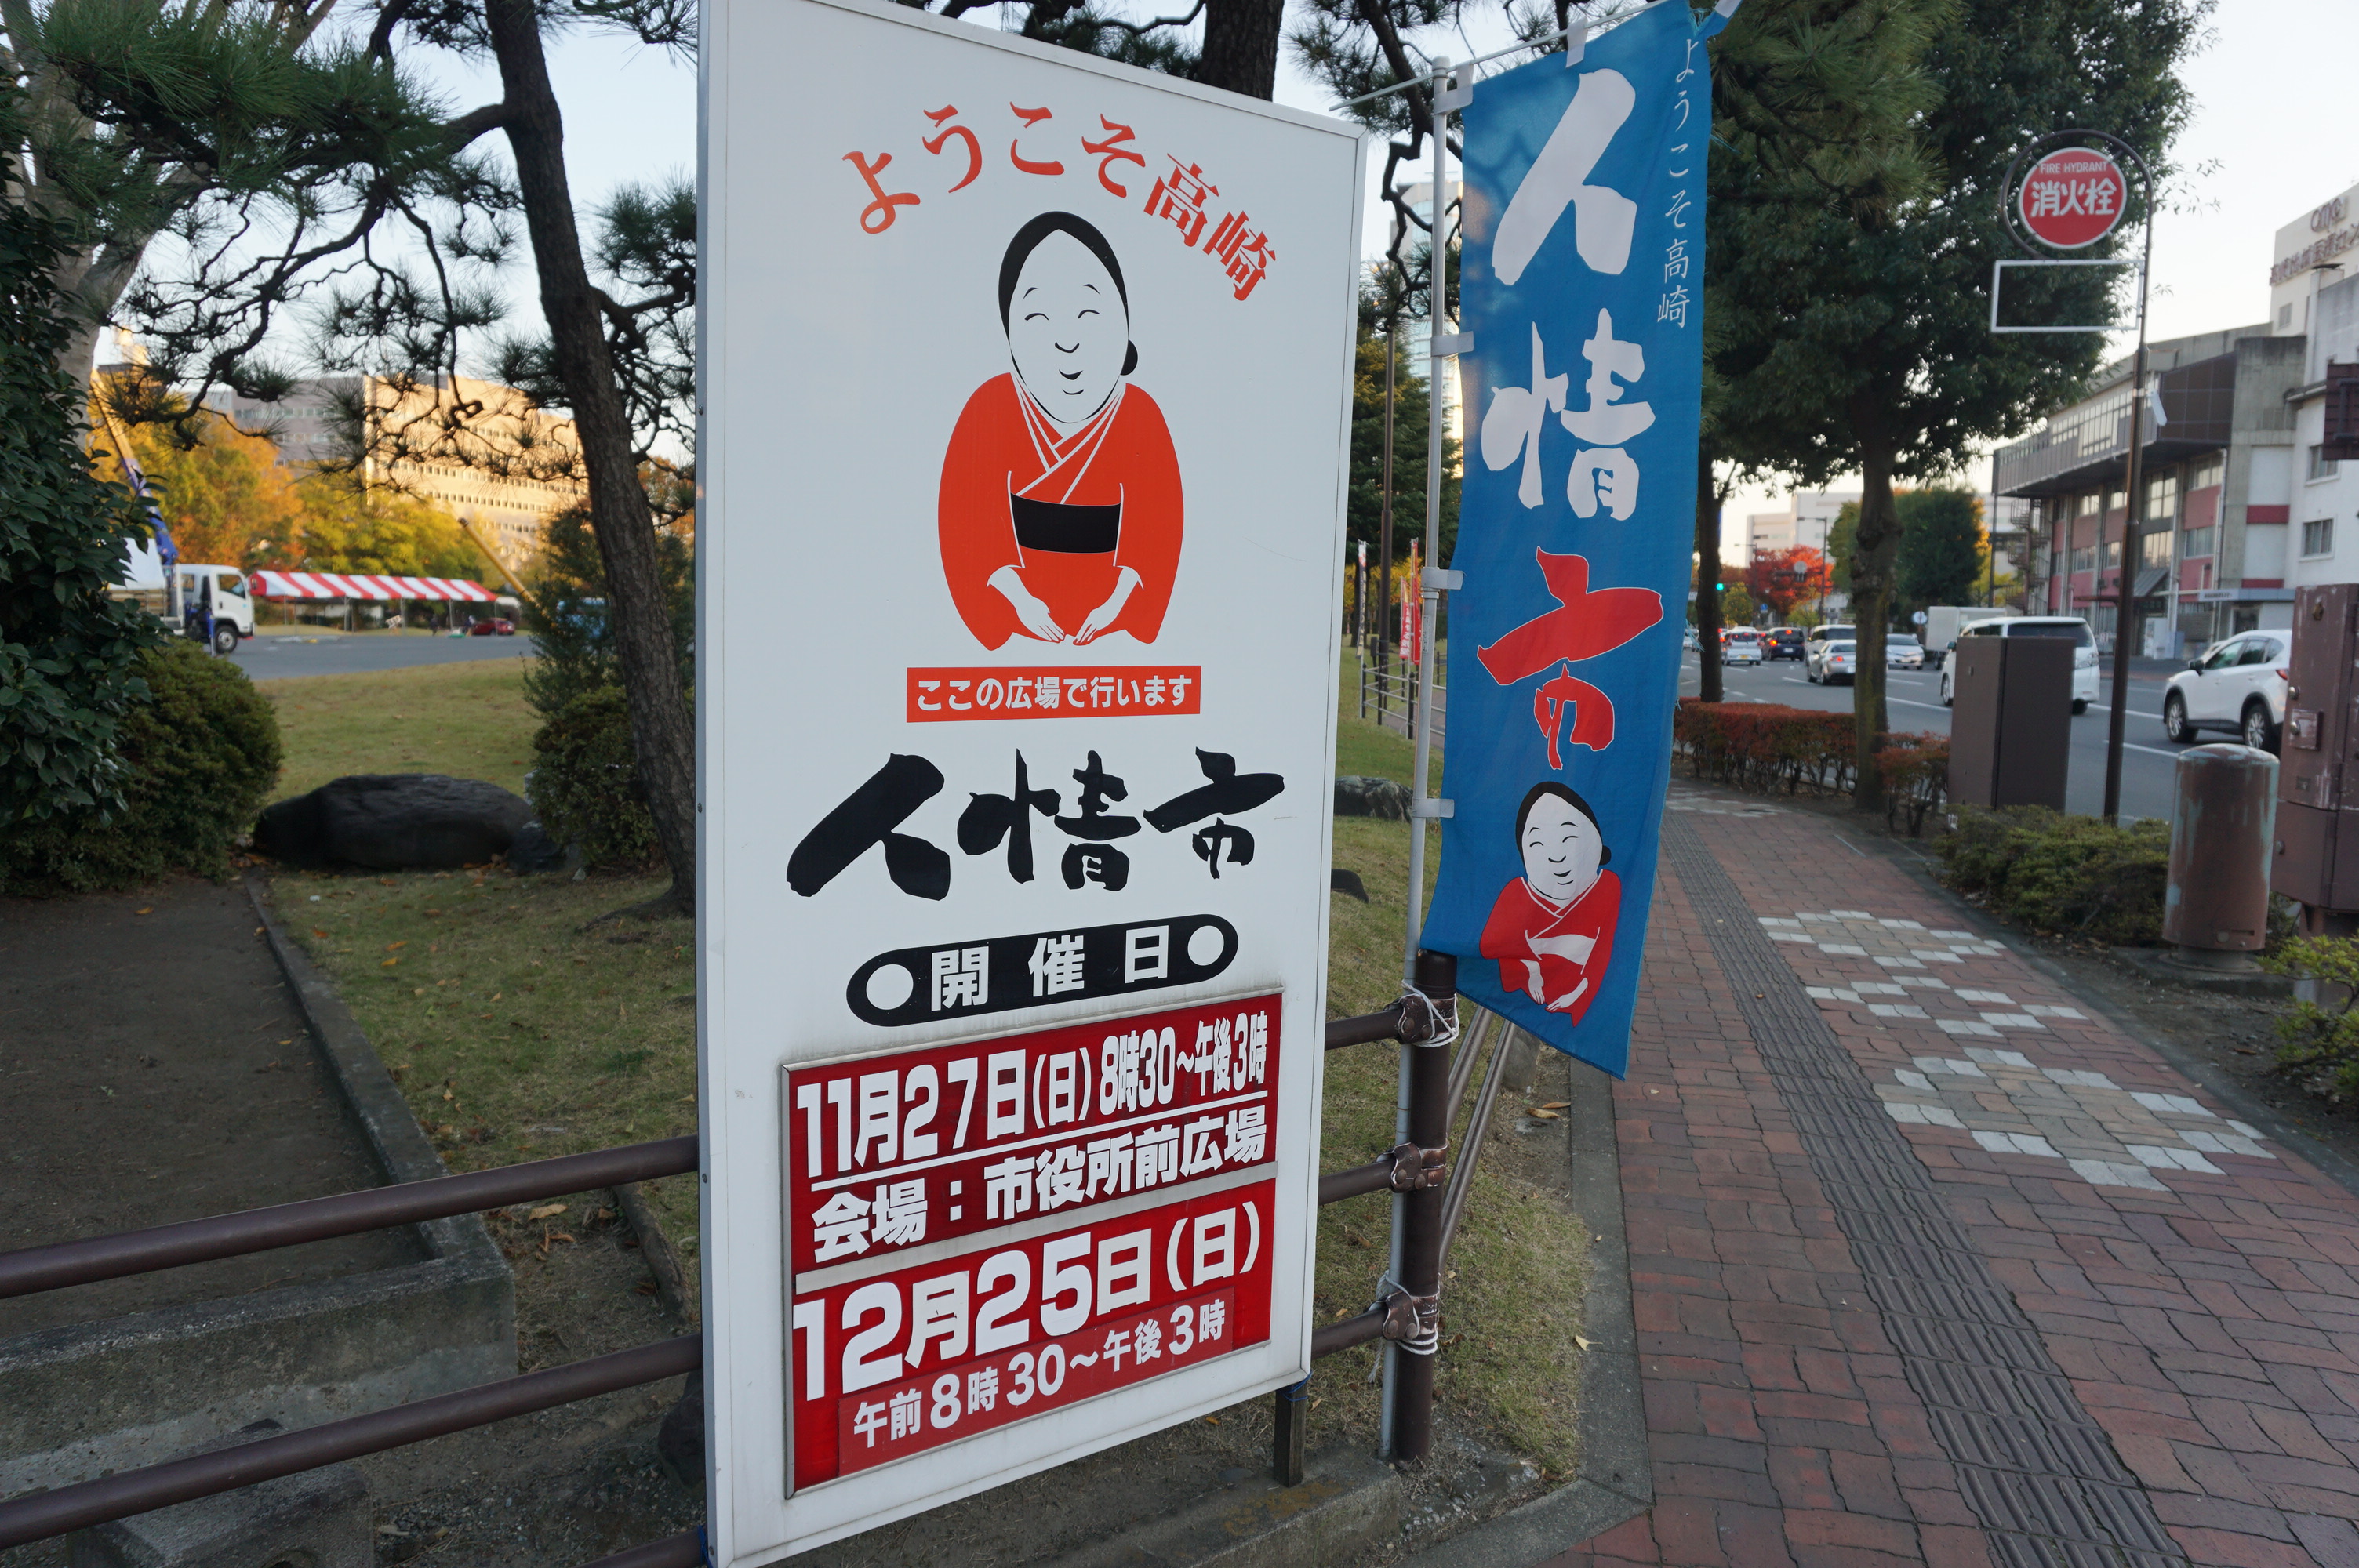 ようこそ高崎
ここの広場で行います
人情市
開催日
11月27日(日) 8時30~午後3時
会場：市役所前広場
12月25日(日)
午前8時30~午後3時
ようこそ高崎
人情市
FIRE HYDRANT
消火栓